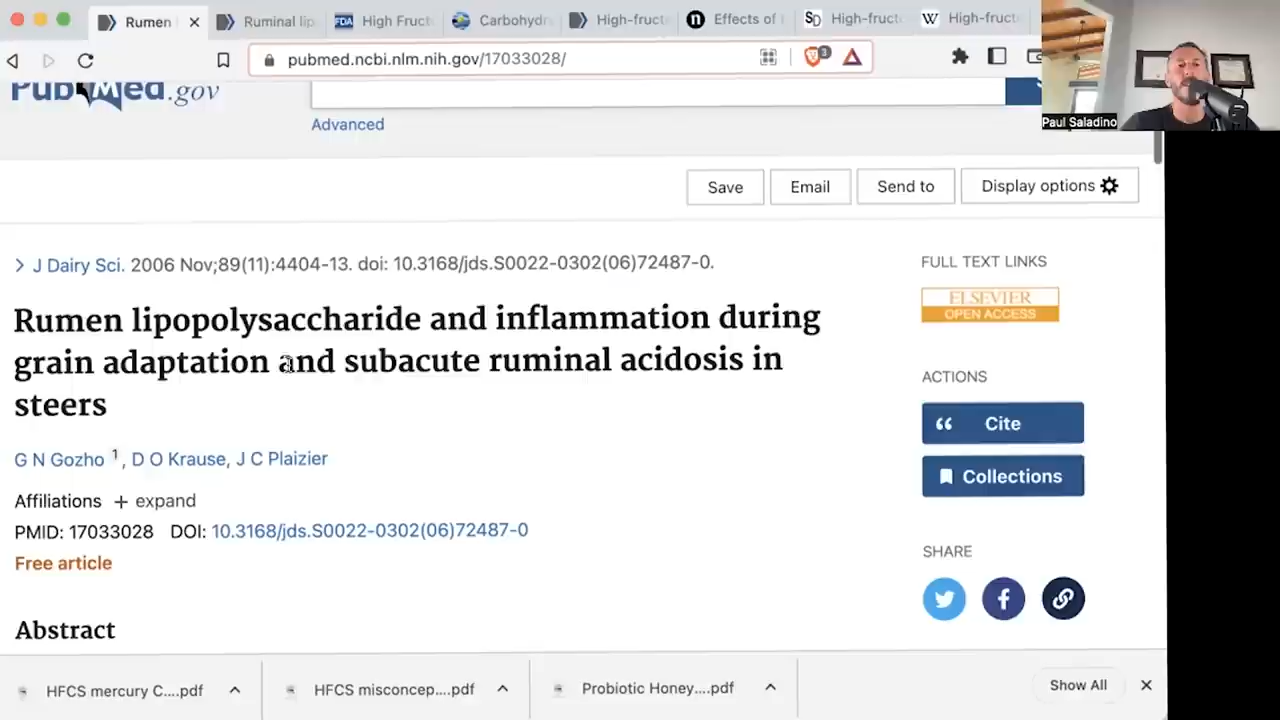 Rumen
Ruminal lip
FDA
High Fruct
Carbohydr
High-fruct
n
Effects of
SD
High-fruct
W
High-fruct
pubmed.ncbi.nlm.nih.gov/17033028/
3
Paul Saladino
PubMed.gov
Advanced
Save
Email
Send to
Display options
J Dairy Sci. 2006 Nov;89(11):4404-13. doi: 10.3168/jds.S0022-0302(06)72487-0.
Rumen lipopolysaccharide and inflammation during
grain adaptation and subacute ruminal acidosis in
steers
G N Gozho 1, D O Krause, J C Plaizier
Affiliations + expand
PMID: 17033028 DOI: 10.3168/jds.S0022-0302(06)72487-0
Free article
Abstract
FULL TEXT LINKS
ELSEVIER
OPEN ACCESS
ACTIONS
Cite
Collections
SHARE
HFCS mercury C....pdf
HFCS misconcep....pdf
Probiotic Honey....pdf
Show All